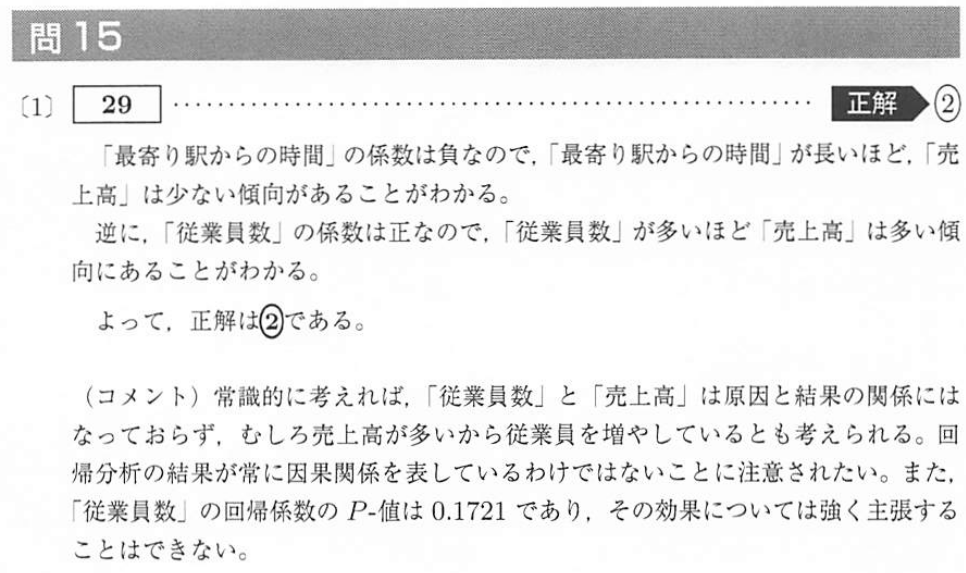 問 15
〔1〕 29 ………………………………………………………… 正解 ②
「最寄り駅からの時間」の係数は負なので,「最寄り駅からの時間」が長いほど,「売
上高」は少ない傾向があることがわかる。
逆に,「従業員数」の係数は正なので,「従業員数」が多いほど「売上高」は多い傾
向にあることがわかる。
よって, 正解は②である。
（コメント）常識的に考えれば,「従業員数」と「売上高」は原因と結果の関係には
なっておらず, むしろ売上高が多いから従業員を増やしているとも考えられる。回
帰分析の結果が常に因果関係を表しているわけではないことに注意されたい。また,
「従業員数」の回帰係数の P-値は 0.1721 であり, その効果については強く主張する
ことはできない。